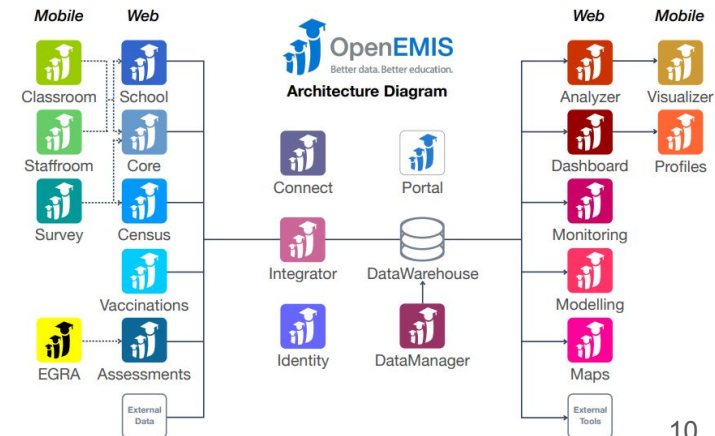 Mobile Web
OpenEMIS
Better data. Better education.
Architecture Diagram
Web Mobile
Classroom School
Analyzer Visualizer
Staffroom Core
Connect Portal
Dashboard Profiles
Survey Census
Monitoring
Integrator DataWarehouse
Vaccinations
Modelling
EGRA Assessments
Identity DataManager
Maps
External
Data
External
Tools
10